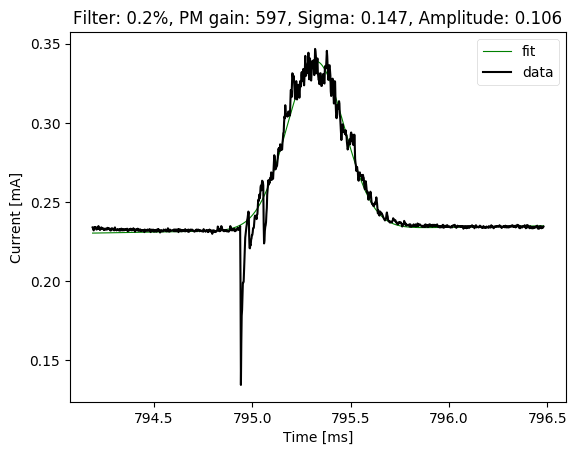 Filter: 0.2%, PM gain: 597, Sigma: 0.147, Amplitude: 0.106
fit
data
0.35
0.30
0.25
0.20
0.15
Current [mA]
794.5 795.0 795.5 796.0 796.5
Time [ms]